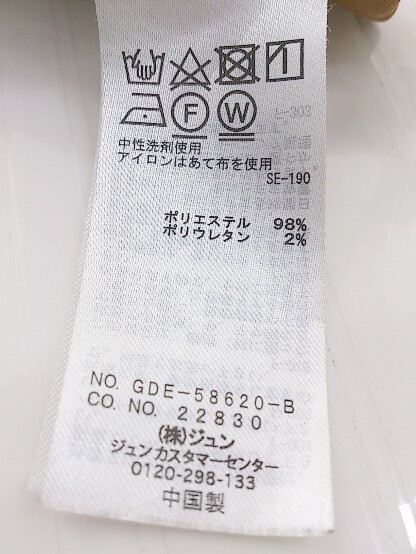 F W
中性洗剤使用
アイロンはあて布を使用
SE-190
ポリエステル 98%
ポリウレタン 2%
NO. GDE-58620-B
CO. NO. 22830
(株)ジュン
ジュンカスタマーセンター
0120-298-133
中国製